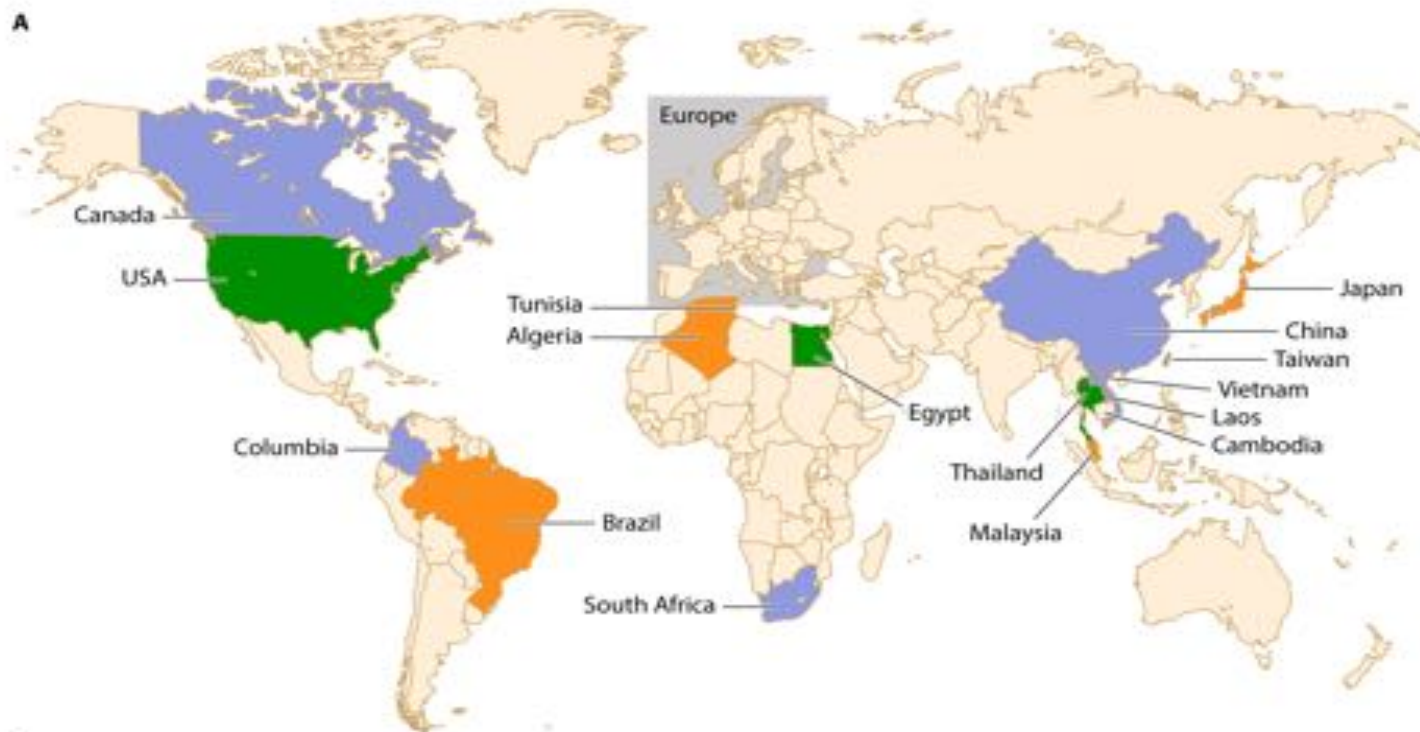 A
Europe
Canada
USA
Tunisia
Algeria
Japan
China
Taiwan
Vietnam
Laos
Cambodia
Egypt
Thailand
Malaysia
Columbia
Brazil
South Africa